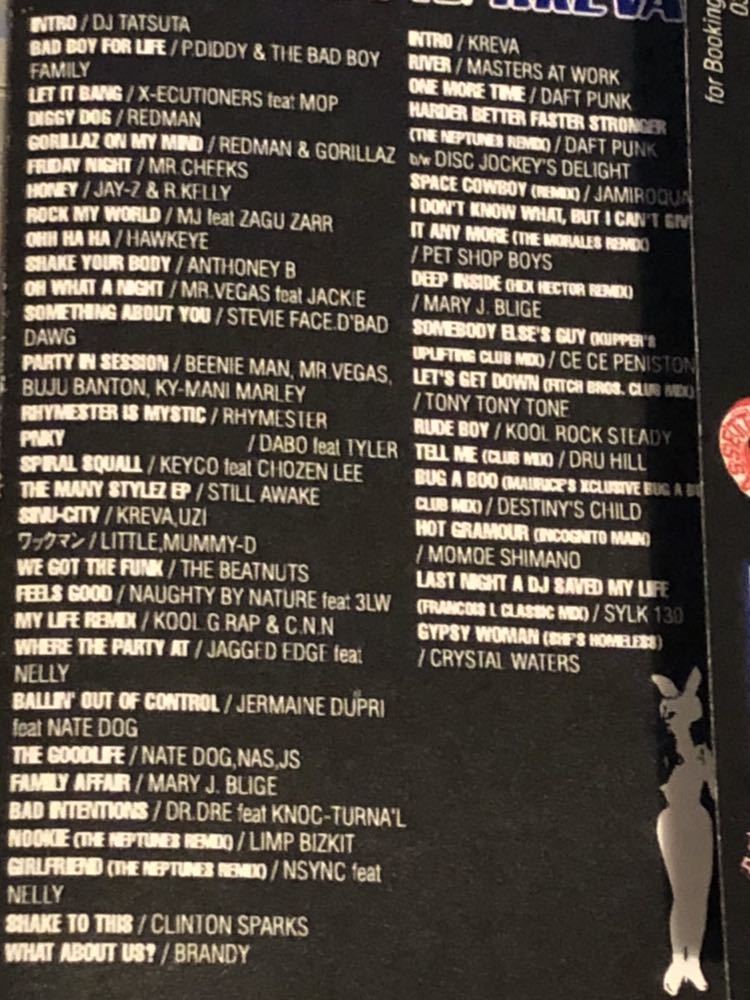 KREVA
INTRO / DJ TATSUTA
BAD BOY FOR LIFE / P.DIDDY & THE BAD BOY
FAMILY
LET IT BANG / X-ECUTIONERS feat MOP
DIGGY DOG / REDMAN
GORILLAZ ON MY MIND / REDMAN & GORILLAZ
FRIDAY NIGHT / MR.CHEEKS
HONEY / JAY-Z & R.KELLY
ROCK MY WORLD / MJ feat ZAGU ZARR
OHH HA HA / HAWKEYE
SHAKE YOUR BODY / ANTHONEY B
OH WHAT A NIGHT / MR.VEGAS feat JACKIE
SOMETHING ABOUT YOU / STEVIE FACE.D'BAD
DAWG
PARTY IN SESSION / BEENIE MAN, MR.VEGAS,
BUJU BANTON, KY-MANI MARLEY
RHYMESTER IS MYSTIC / RHYMESTER
PNKY / DABO feat TYLER
SPIRAL SQUALL / KEYCO feat CHOZEN LEE
THE MANY STYLEZ EP / STILL AWAKE
SINU-CITY / KREVA,UZI
ワックマン / LITTLE,MUMMY-D
WE GOT THE FUNK / THE BEATNUTS
FEELS GOOD / NAUGHTY BY NATURE feat 3LW
MY LIFE REMIX / KOOL G RAP & C.N.N
WHERE THE PARTY AT / JAGGED EDGE feat
NELLY
BALLIN' OUT OF CONTROL / JERMAINE DUPRI
feat NATE DOG
THE GOODLIFE / NATE DOG,NAS,JS
FAMILY AFFAIR / MARY J. BLIGE
BAD INTENTIONS / DR.DRE feat KNOC-TURNA'L
NOOKIE (THE NEPTUNES REMIX) / LIMP BIZKIT
GIRLFRIEND (THE NEPTUNES REMIX) / NSYNC feat
NELLY
SHAKE TO THIS / CLINTON SPARKS
WHAT ABOUT US? / BRANDY
INTRO / KREVA
RIVER / MASTERS AT WORK
ONE MORE TIME / DAFT PUNK
HARDER BETTER FASTER STRONGER
(THE NEPTUNES REMIX) / DAFT PUNK
b/w DISC JOCKEY'S DELIGHT
SPACE COWBOY (REMIX) / JAMIROQUA
I DON'T KNOW WHAT, BUT I CAN'T GIV
IT ANY MORE (THE MORALES REMIX)
/ PET SHOP BOYS
DEEP INSIDE (HEX HECTOR REMIX)
/ MARY J. BLIGE
SOMEBODY ELSE'S GUY (KUPPER'S
UPLIFTING CLUB MIX) / CE CE PENISTON
LET'S GET DOWN (FITCH BROS. CLUB MIX)
/ TONY TONY TONE
RUDE BOY / KOOL ROCK STEADY
TELL ME (CLUB MIX) / DRU HILL
BUG A BOO (MAURICE'S XCLUSIVE BUG A B
CLUB MIX) / DESTINY'S CHILD
HOT GRAMOUR (INCOGNITO MAIN)
/ MOMOE SHIMANO
LAST NIGHT A DJ SAVED MY LIFE
(FRANCOIS L CLASSIC MIX) / SYLK 130
GYPSY WOMAN (SHE'S HOMELESS)
/ CRYSTAL WATERS
for Booking